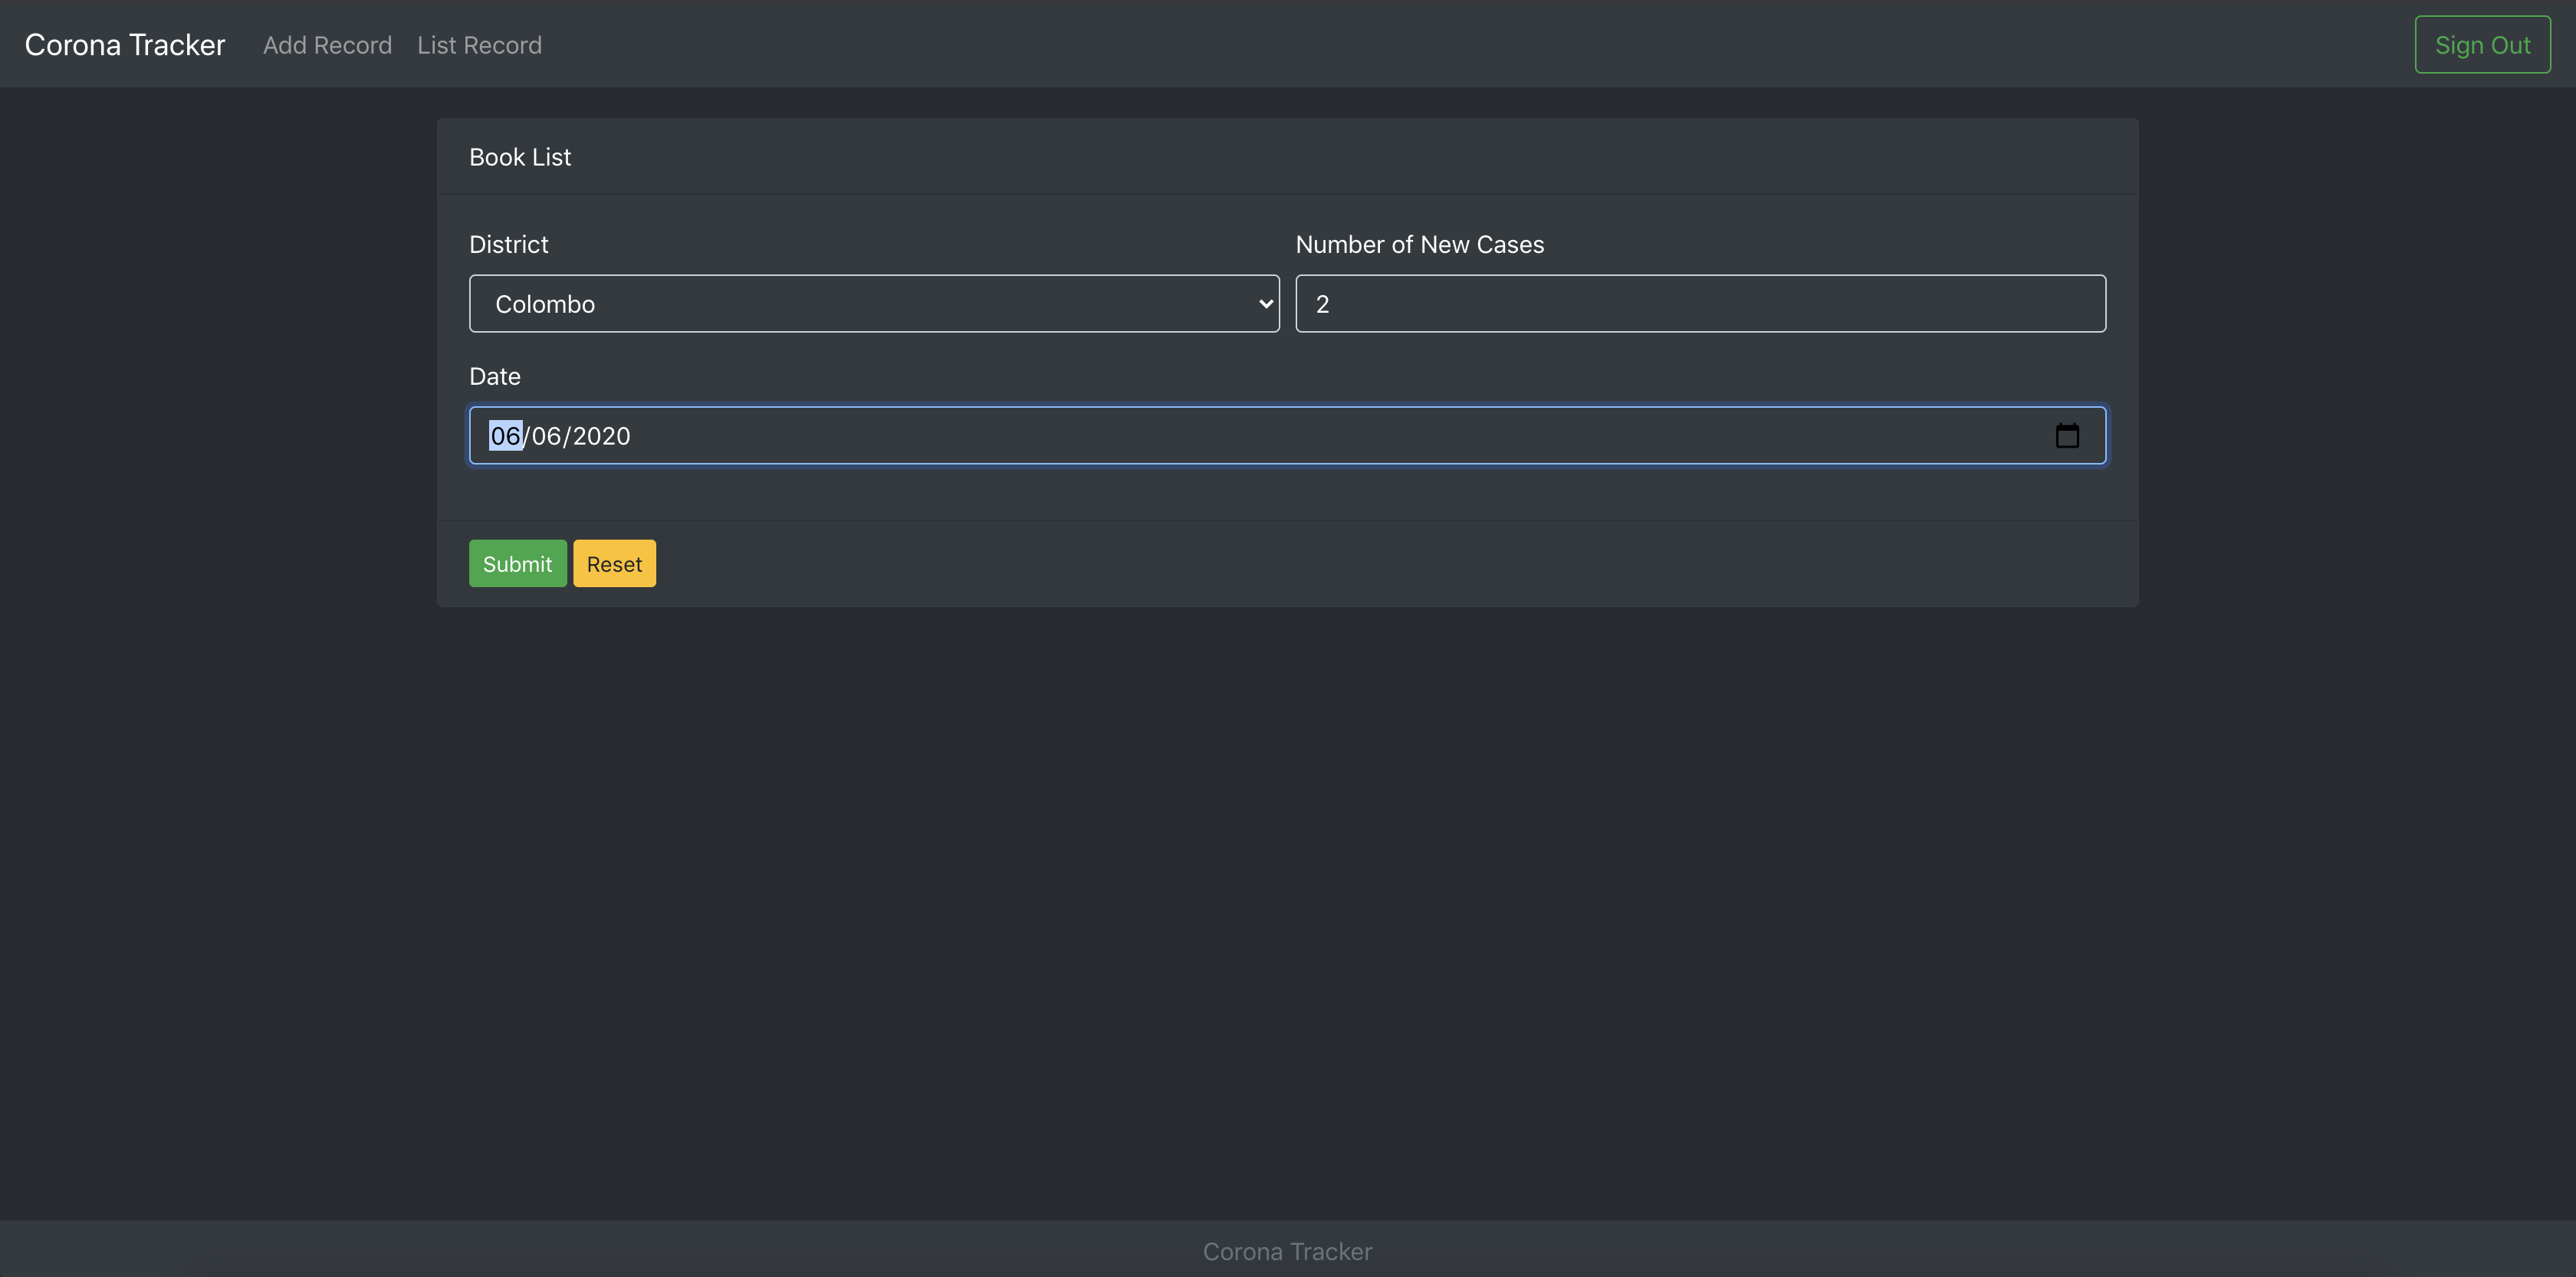 Corona Tracker Add Record List Record Sign Out
Book List
District Number of New Cases
Colombo 2
Date
06/06/2020
Submit Reset
Corona Tracker